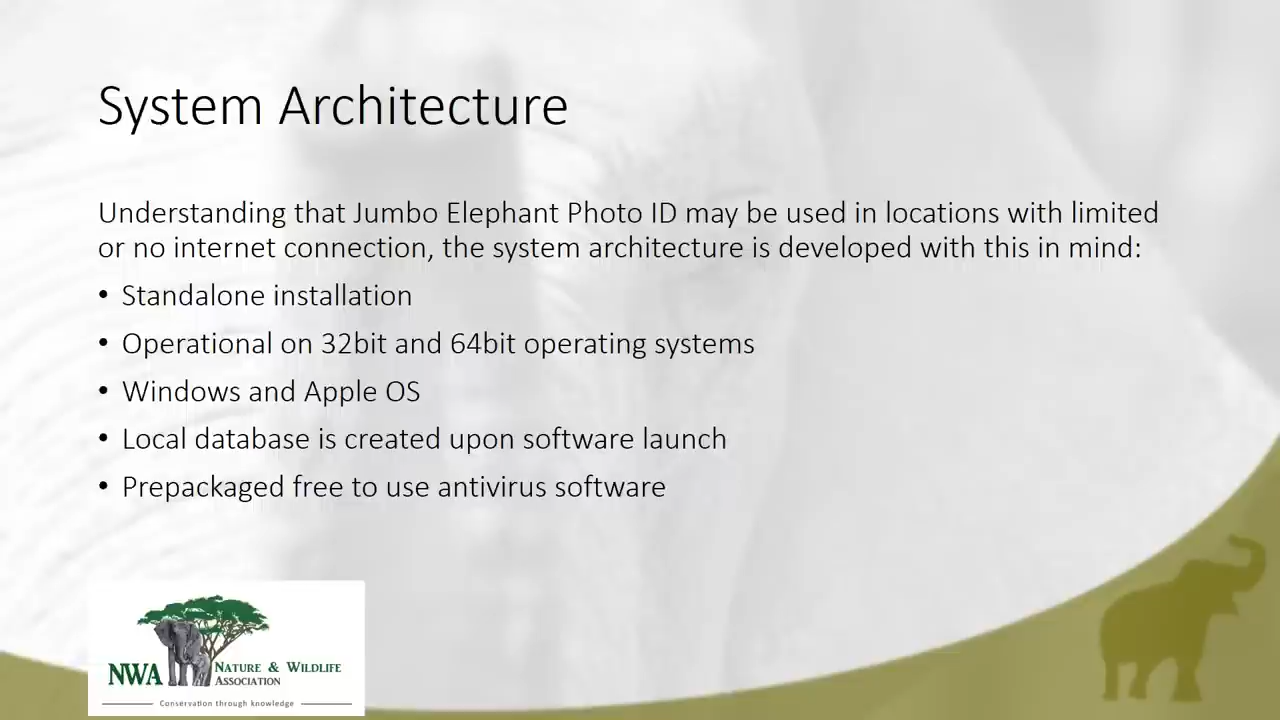 System Architecture
Understanding that Jumbo Elephant Photo ID may be used in locations with limited
or no internet connection, the system architecture is developed with this in mind:
• Standalone installation
• Operational on 32bit and 64bit operating systems
• Windows and Apple OS
• Local database is created upon software launch
• Prepackaged free to use antivirus software
NWA NATURE & WILDLIFE
ASSOCIATION
Conservation through knowledge